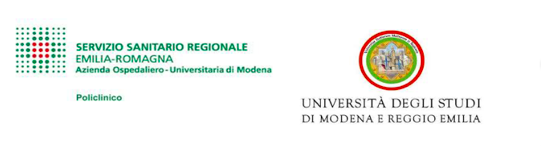 SERVIZIO SANITARIO REGIONALE
EMILIA-ROMAGNA
Azienda Ospedaliero - Universitaria di Modena
Policlinico
UNIVERSITÀ DEGLI STUDI
DI MODENA E REGGIO EMILIA